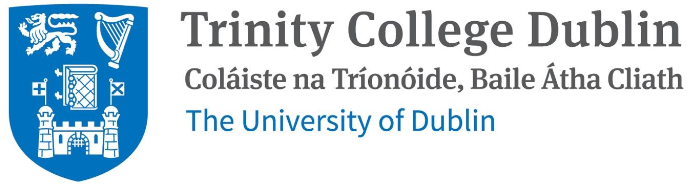 Trinity College Dublin
Coláiste na Tríonóide, Baile Átha Cliath
The University of Dublin